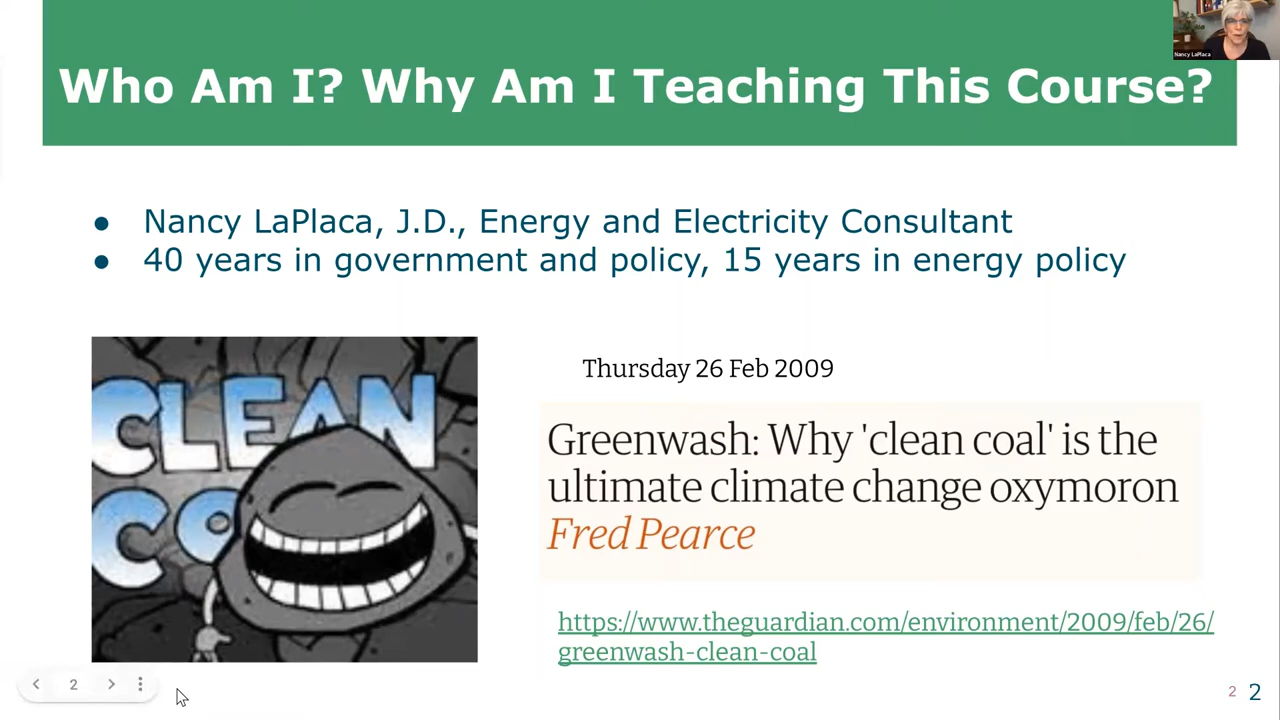 Nancy LaPlaca
Who Am I? Why Am I Teaching This Course?
● Nancy LaPlaca, J.D., Energy and Electricity Consultant
● 40 years in government and policy, 15 years in energy policy
CLEAN
CO
Thursday 26 Feb 2009
Greenwash: Why 'clean coal' is the
ultimate climate change oxymoron
Fred Pearce
https://www.theguardian.com/environment/2009/feb/26/
greenwash-clean-coal
2
2 2